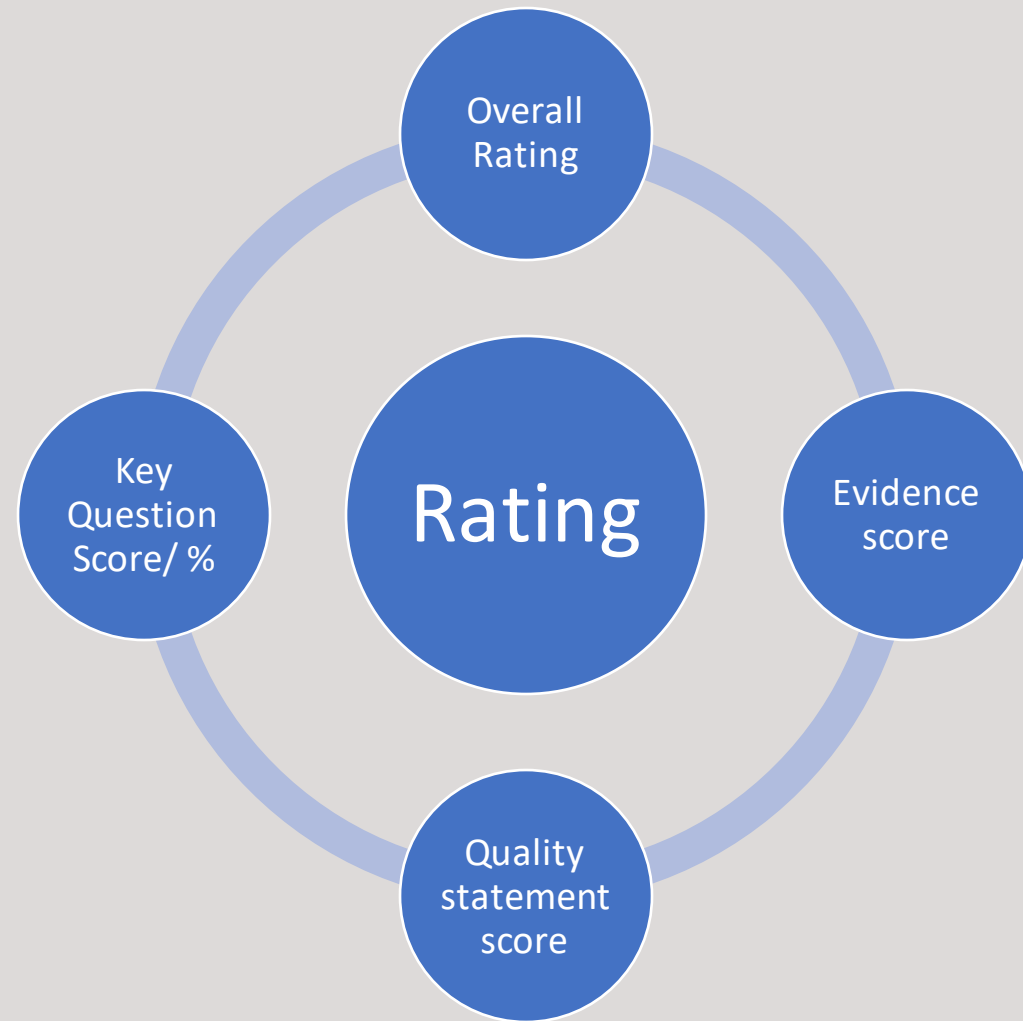 Overall
Rating
Key
Question
Score/ %
Rating
Evidence
score
Quality
statement
score